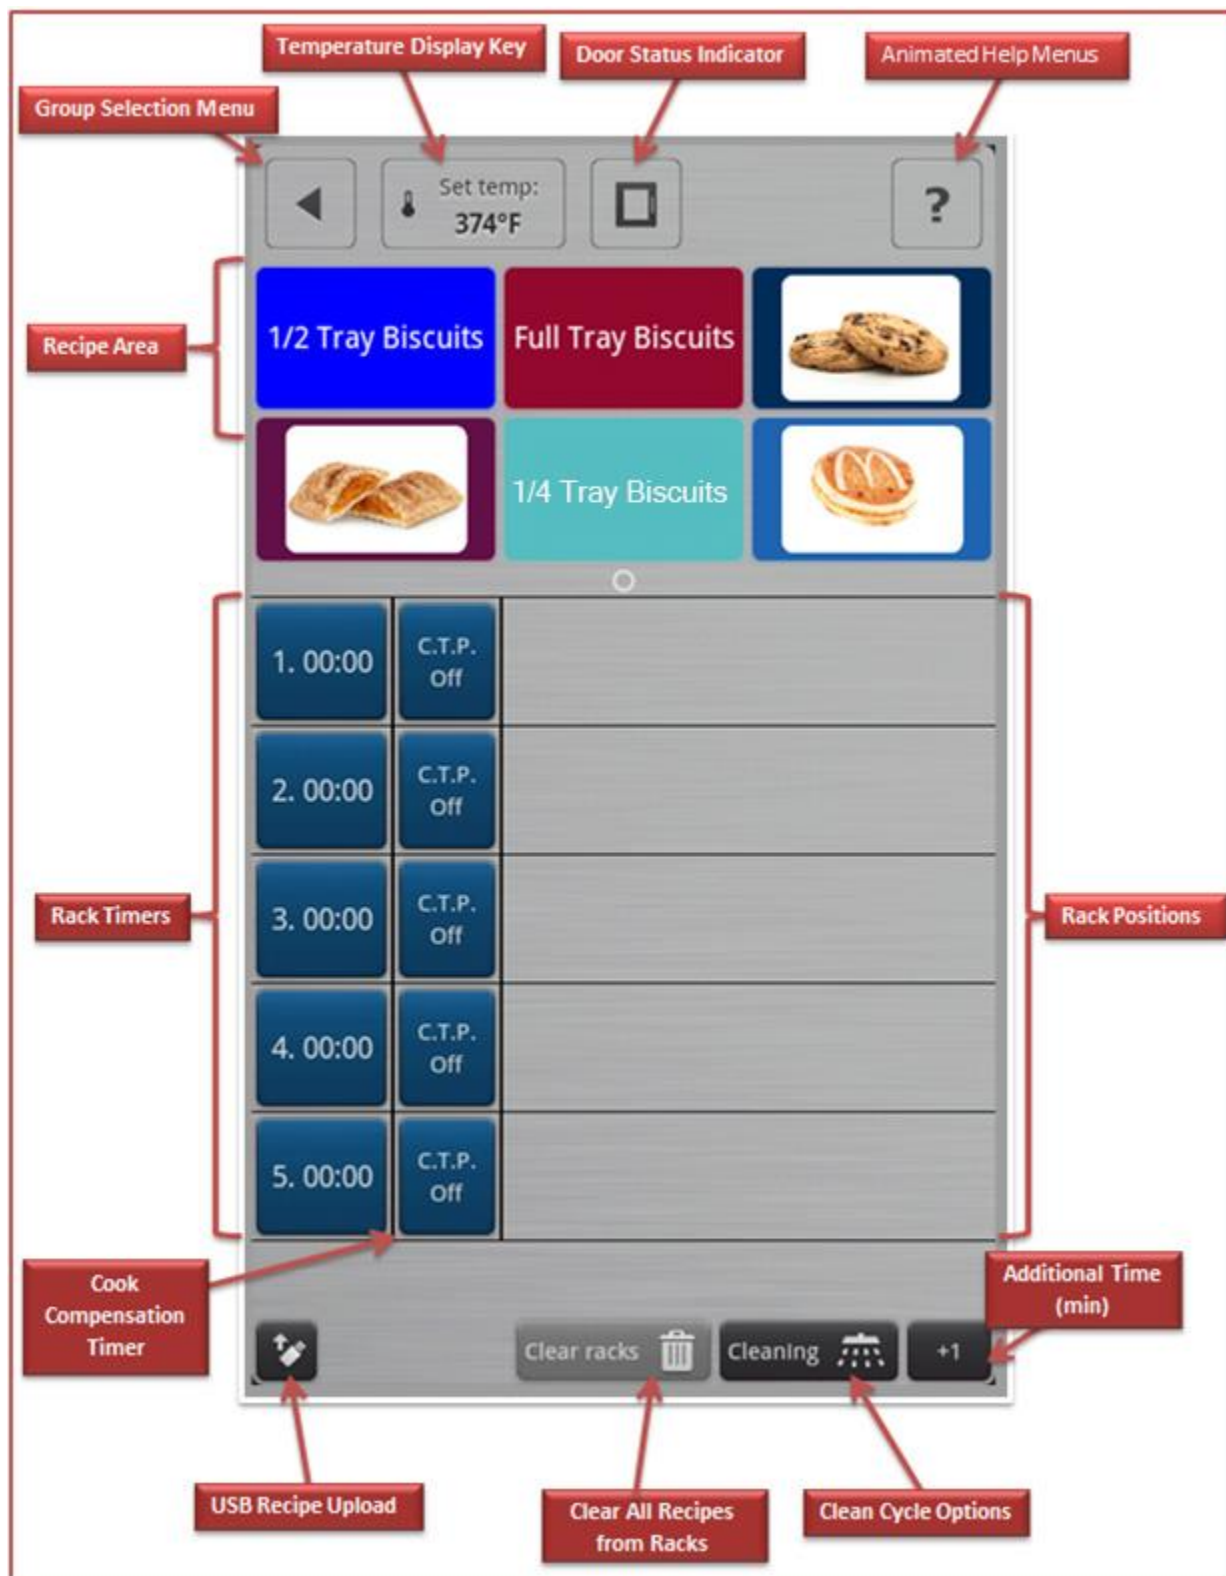 Temperature Display Key
Door Status Indicator
Animated Help Menus
Group Selection Menu
Set temp:
374°F
?
Recipe Area
1/2 Tray Biscuits
Full Tray Biscuits
1/4 Tray Biscuits
1. 00:00
C.T.P.
Off
2. 00:00
C.T.P.
Off
Rack Timers
3. 00:00
C.T.P.
Off
Rack Positions
4. 00:00
C.T.P.
Off
5. 00:00
C.T.P.
Off
Cook
Compensation
Timer
Additional Time
(min)
Clear racks
Cleaning
+1
USB Recipe Upload
Clear All Recipes
from Racks
Clean Cycle Options